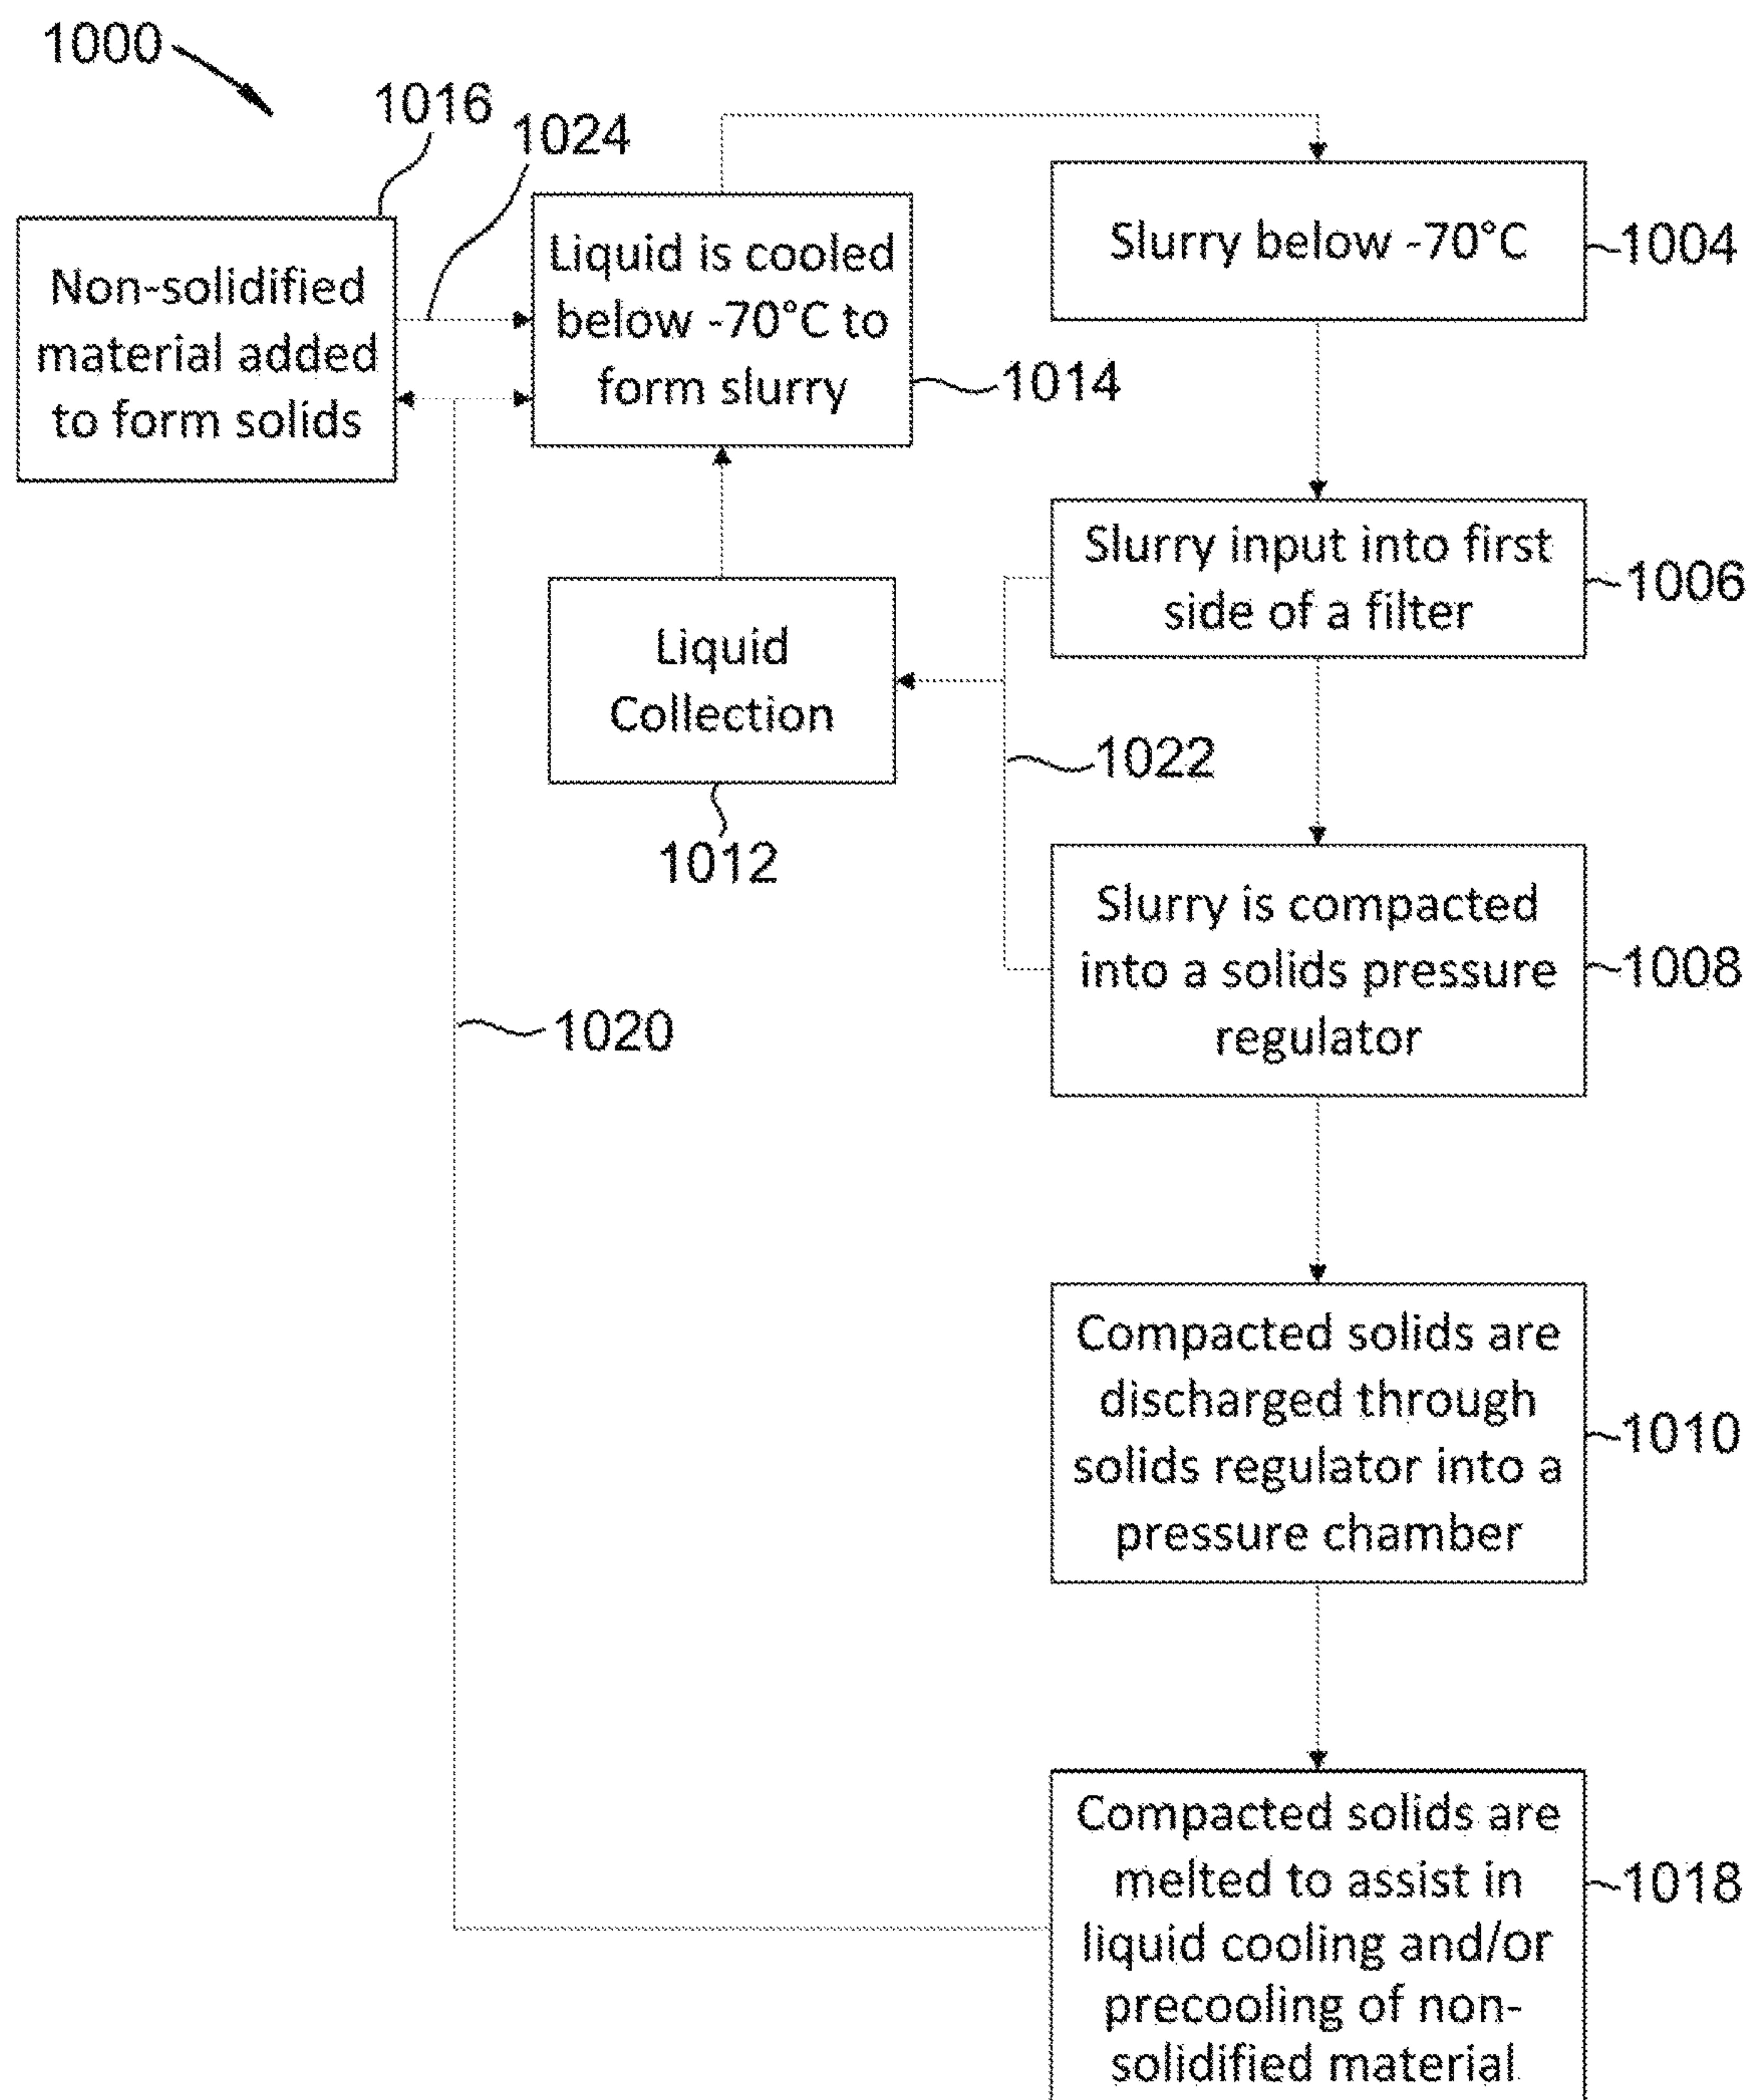 1000
1016
1024
Non-solidified
material added
to form solids
Liquid is cooled
below -70°C to
form slurry
1014
Slurry below -70°C
1004
Slurry input into first
side of a filter
1006
Liquid
Collection
1012
1022
Slurry is compacted
into a solids pressure
regulator
1008
1020
Compacted solids are
discharged through
solids regulator into a
pressure chamber
1010
Compacted solids are
melted to assist in
liquid cooling and/or
precooling of non-
solidified material
1018